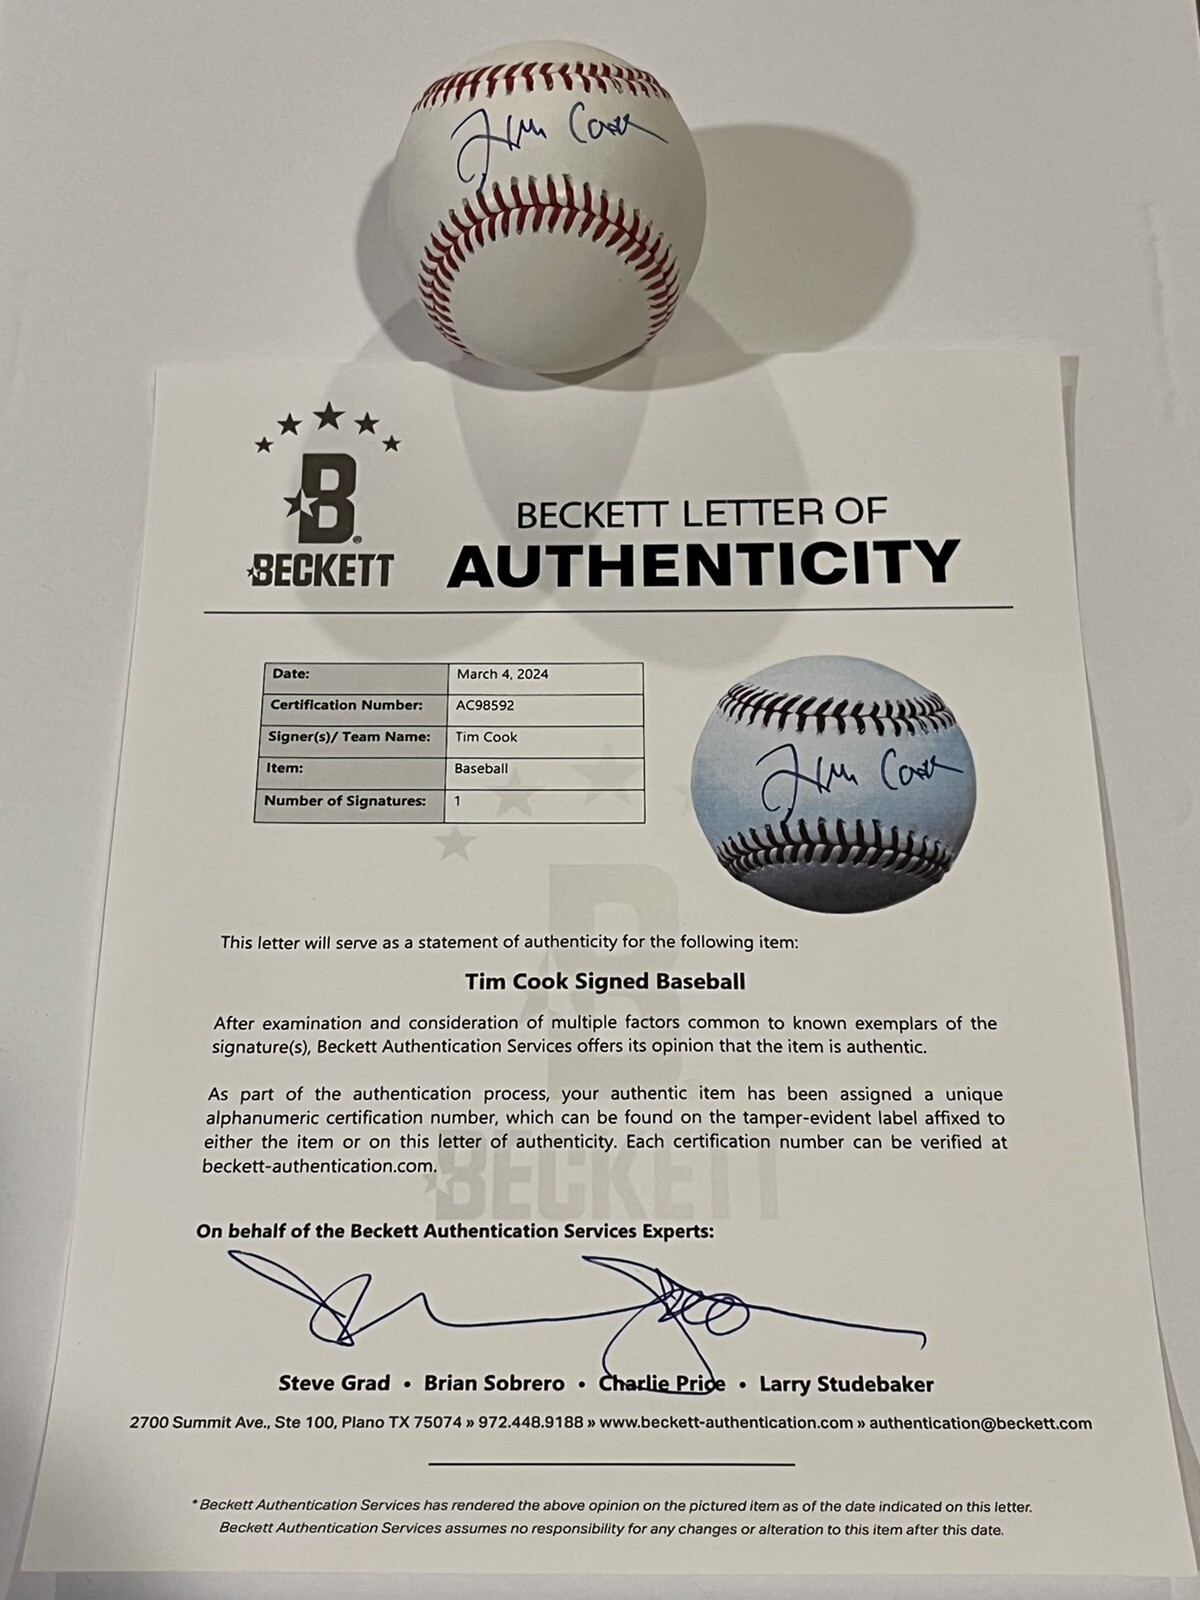 Tim Cook
B
BECKETT
BECKETT LETTER OF
AUTHENTICITY
Date: March 4, 2024
Certification Number: AC98592
Signer(s)/ Team Name: Tim Cook
Item: Baseball
Number of Signatures: 1
Tim Cook
This letter will serve as a statement of authenticity for the following item:
Tim Cook Signed Baseball
After examination and consideration of multiple factors common to known exemplars of the
signature(s), Beckett Authentication Services offers its opinion that the item is authentic.
As part of the authentication process, your authentic item has been assigned a unique
alphanumeric certification number, which can be found on the tamper-evident label affixed to
either the item or on this letter of authenticity. Each certification number can be verified at
beckett-authentication.com.
B
BECKETT
On behalf of the Beckett Authentication Services Experts:
Steve Grad • Brian Sobrero • Charlie Price • Larry Studebaker
2700 Summit Ave., Ste 100, Plano TX 75074 » 972.448.9188 » www.beckett-authentication.com » authentication@beckett.com
* Beckett Authentication Services has rendered the above opinion on the pictured item as of the date indicated on this letter.
Beckett Authentication Services assumes no responsibility for any changes or alteration to this item after this date.